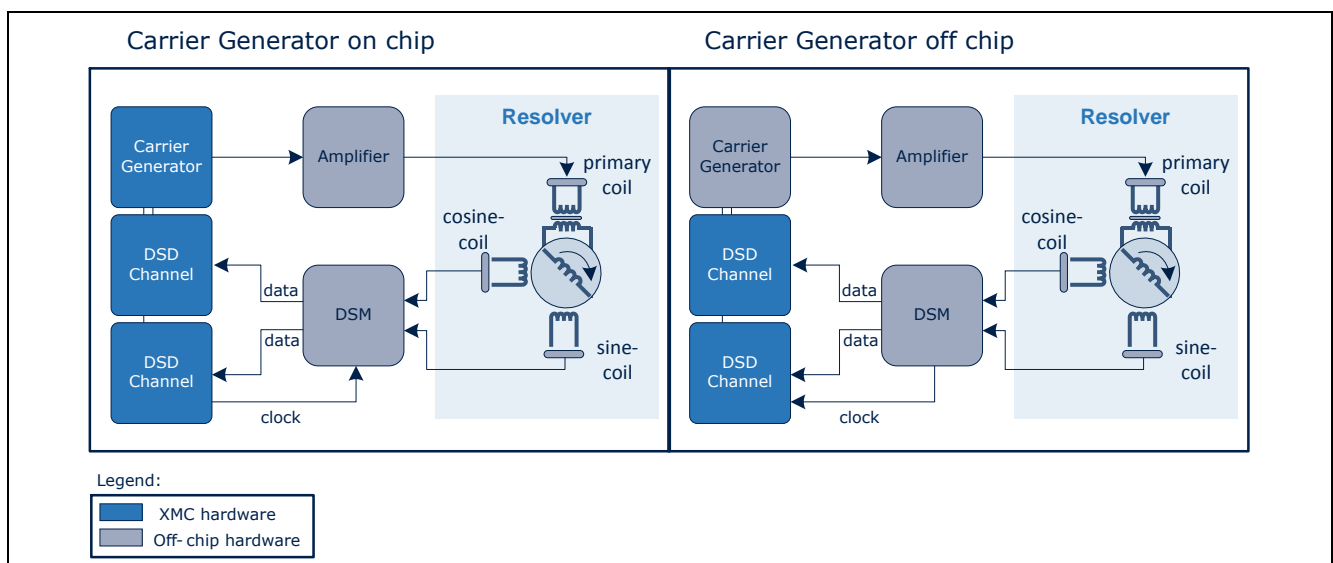 Carrier Generator on chip
Carrier Generator off chip
Carrier
Generator
Amplifier
Resolver
primary
coil
cosine-
coil
DSD
Channel
data
DSM
data
DSD
Channel
sine-
coil
clock
Carrier
Generator
Amplifier
Resolver
primary
coil
cosine-
coil
DSD
Channel
data
DSM
data
DSD
Channel
sine-
coil
clock
Legend:
XMC hardware
Off- chip hardware